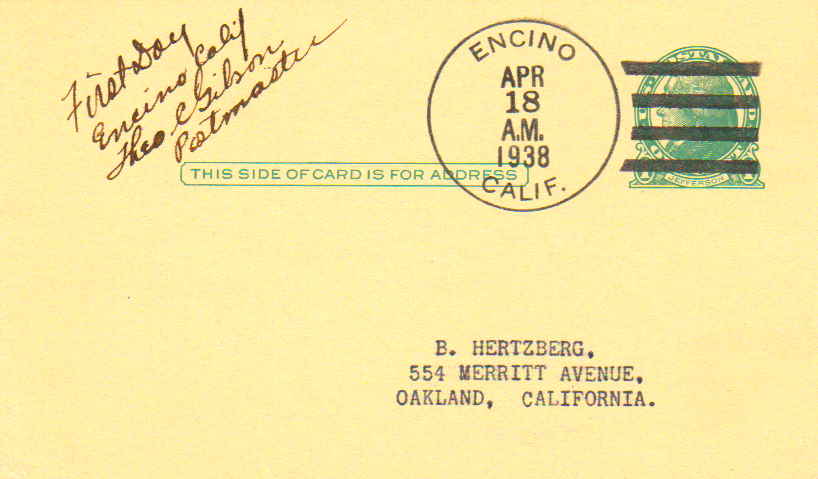 First Day
Encino Calif
Theo C Gilson
Postmaster
ENCINO
APR
18
A.M.
1938
CALIF.
JEFFERSON
THIS SIDE OF CARD IS FOR ADDRESS
B. HERTZBERG,
554 MERRITT AVENUE,
OAKLAND, CALIFORNIA.